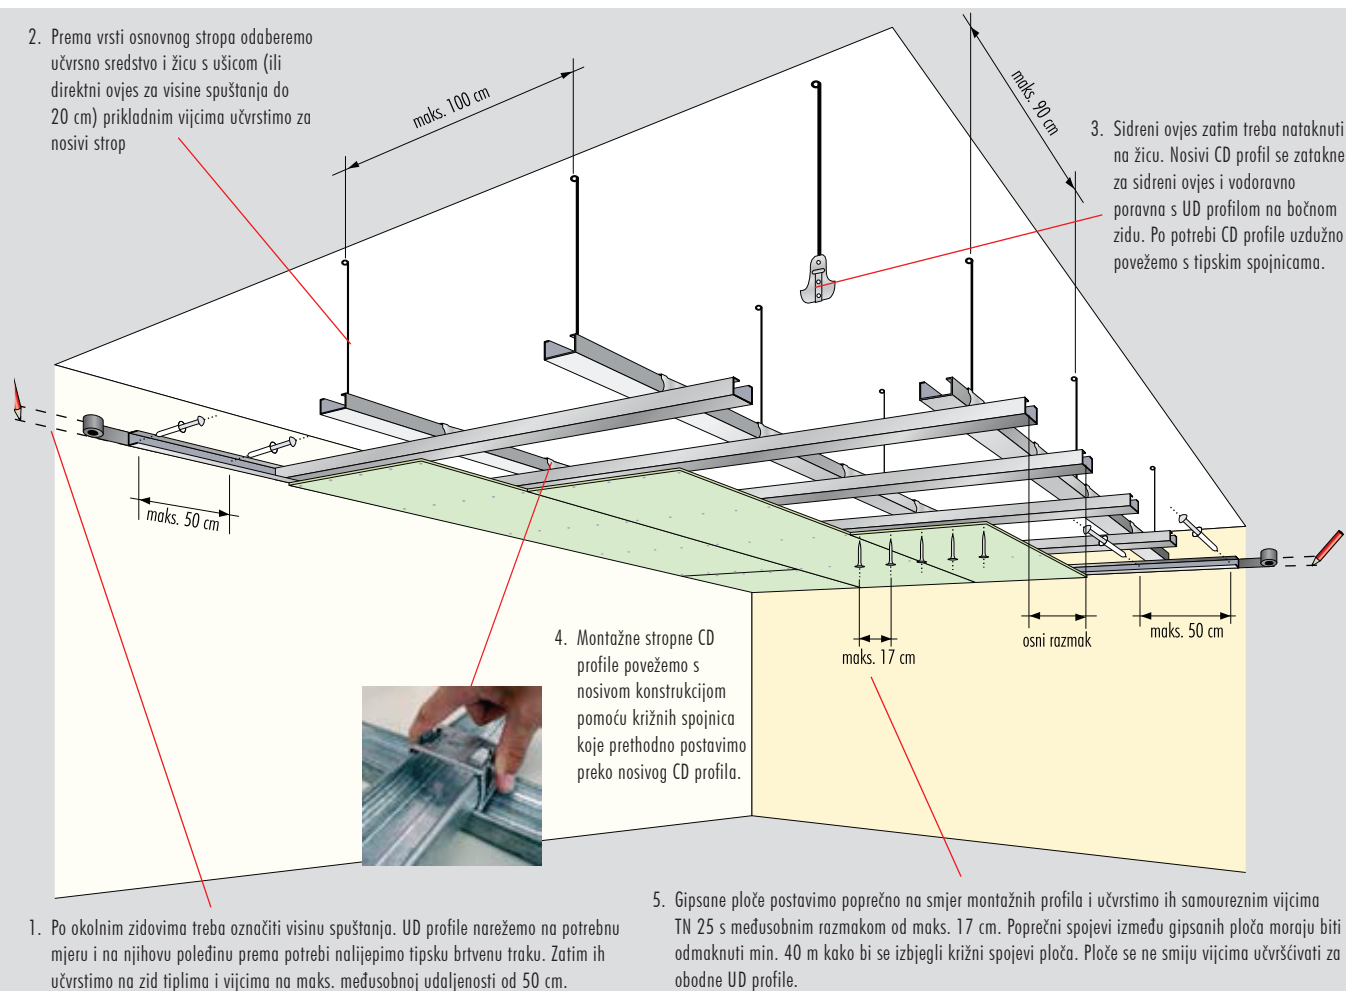 2. Prema vrsti osnovnog stropa odaberemo
učvrsno sredstvo i žicu s ušicom (ili
direktni ovjes za visine spuštanja do
20 cm) prikladnim vijcima učvrstimo za
nosivi strop
maks. 100 cm
maks. 90 cm
3. Sidreni ovjes zatim treba nataknuti
na žicu. Nosivi CD profil se zatakne
za sidreni ovjes i vodoravno
poravna s UD profilom na bočnom
zidu. Po potrebi CD profile uzdužno
povežemo s tipskim spojnicama.
maks. 50 cm
4. Montažne stropne CD
profile povežemo s
nosivom konstrukcijom
pomoću križnih spojnica
koje prethodno postavimo
preko nosivog CD profila.
maks. 17 cm
osni razmak
maks. 50 cm
1. Po okolnim zidovima treba označiti visinu spuštanja. UD profile narežemo na potrebnu
mjeru i na njihovu poleđinu prema potrebi nalijepimo tipsku brtvenu traku. Zatim ih
učvrstimo na zid tiplima i vijcima na maks. međusobnoj udaljenosti od 50 cm.
5. Gipsane ploče postavimo poprečno na smjer montažnih profila i učvrstimo ih samoureznim vijcima
TN 25 s međusobnim razmakom od maks. 17 cm. Poprečni spojevi između gipsanih ploča moraju biti
odmaknuti min. 40 m kako bi se izbjegli križni spojevi ploča. Ploče se ne smiju vijcima učvršćivati za
obodne UD profile.